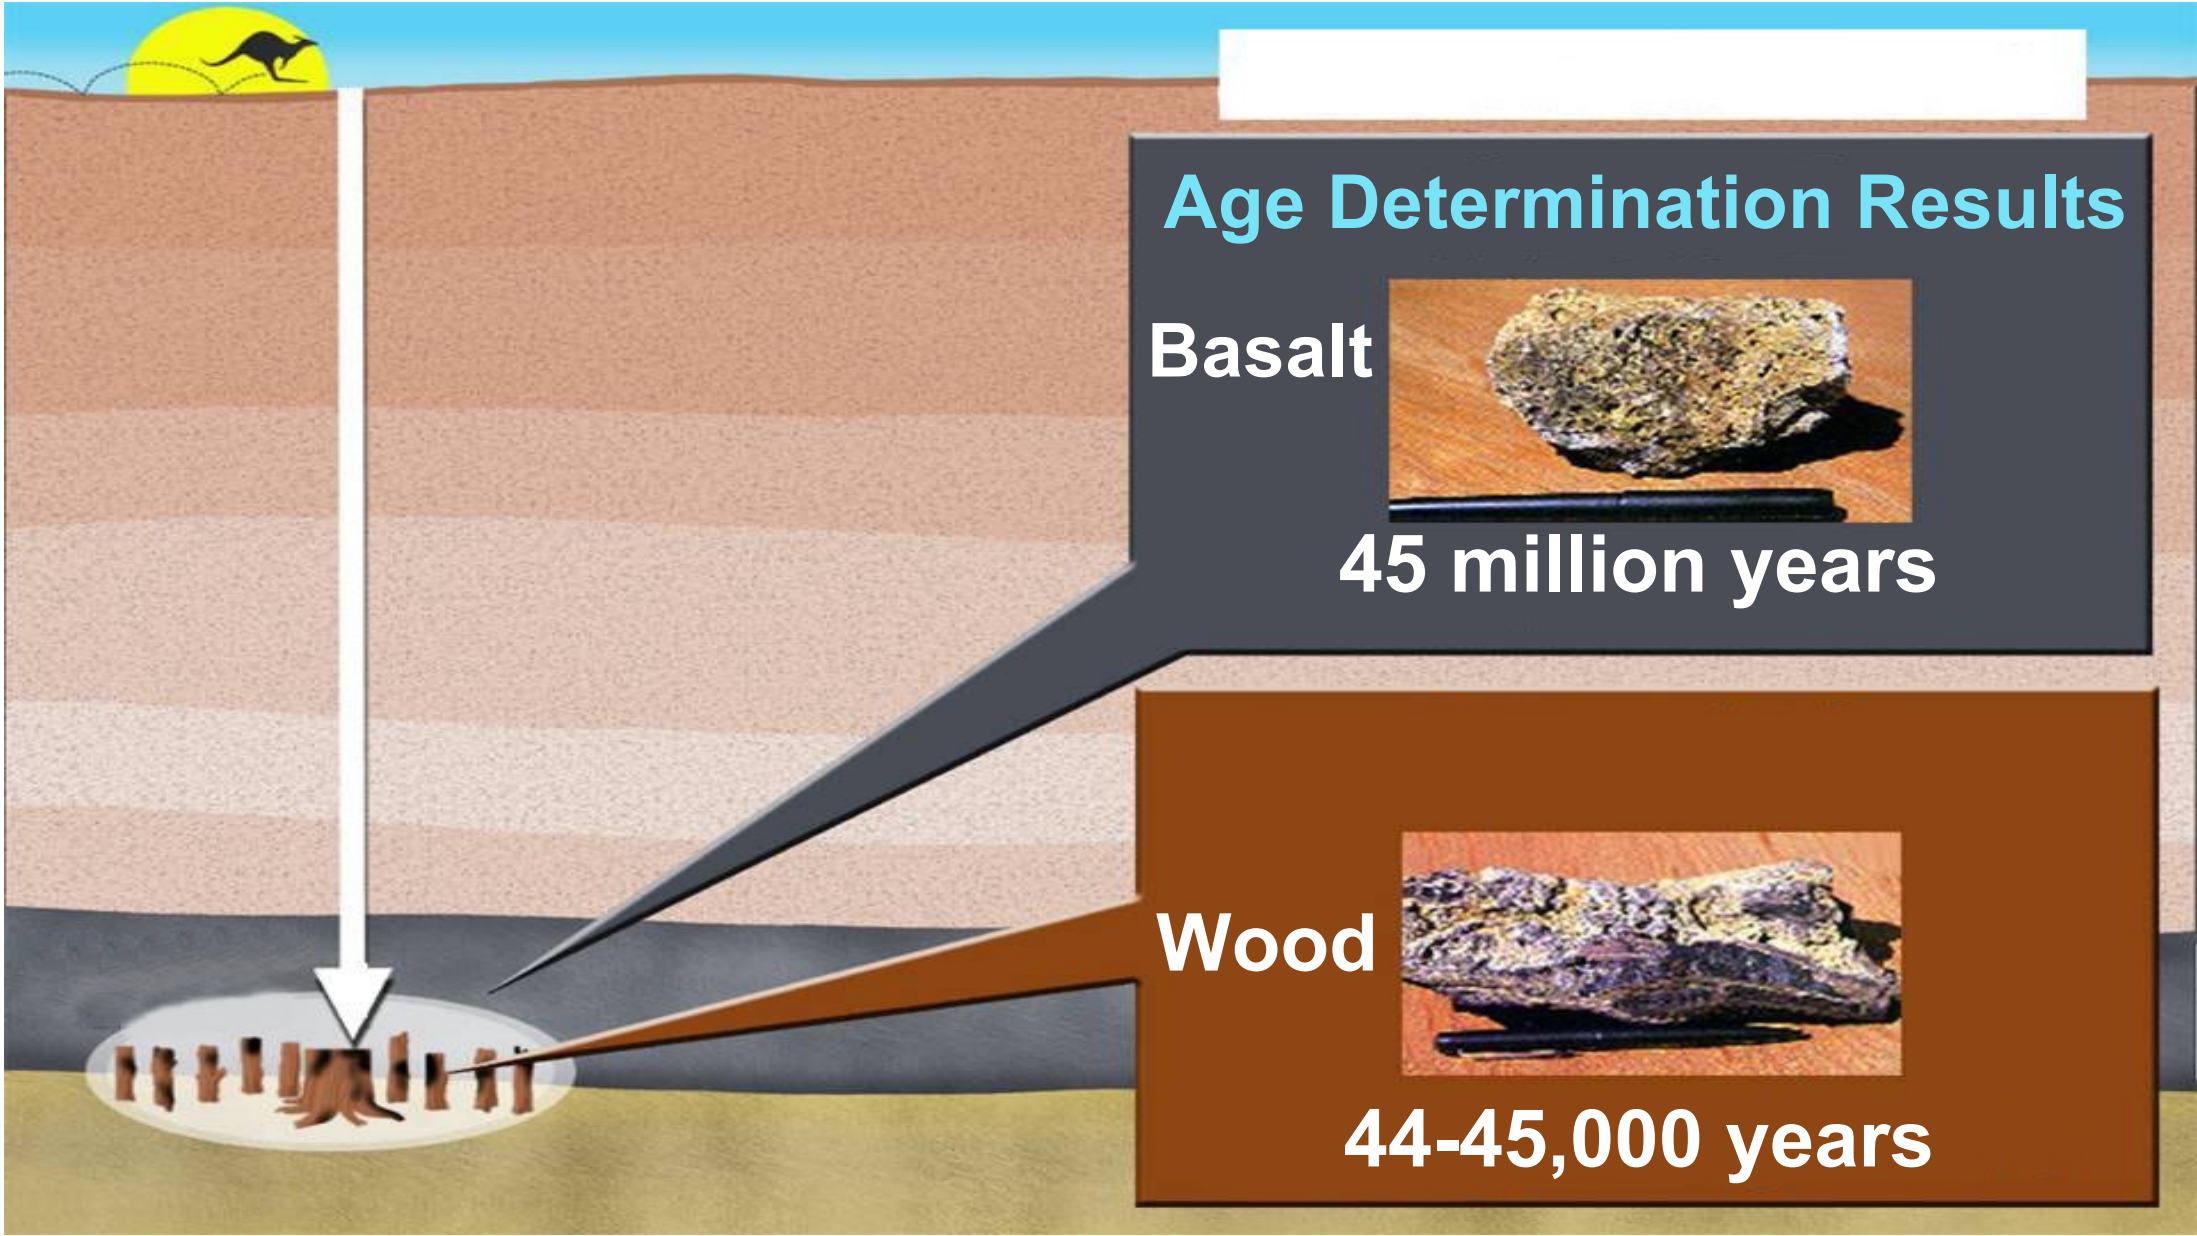 Age Determination Results
Basalt
45 million years
Wood
44-45,000 years